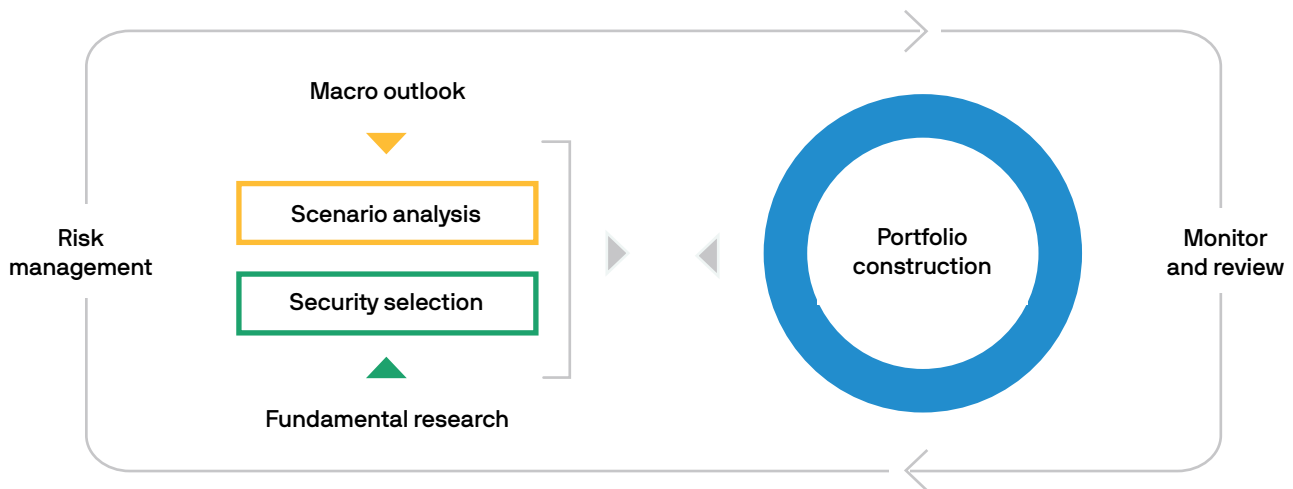 Macro outlook
Scenario analysis
Security selection
Fundamental research
Risk
management
Portfolio
construction
Monitor
and review